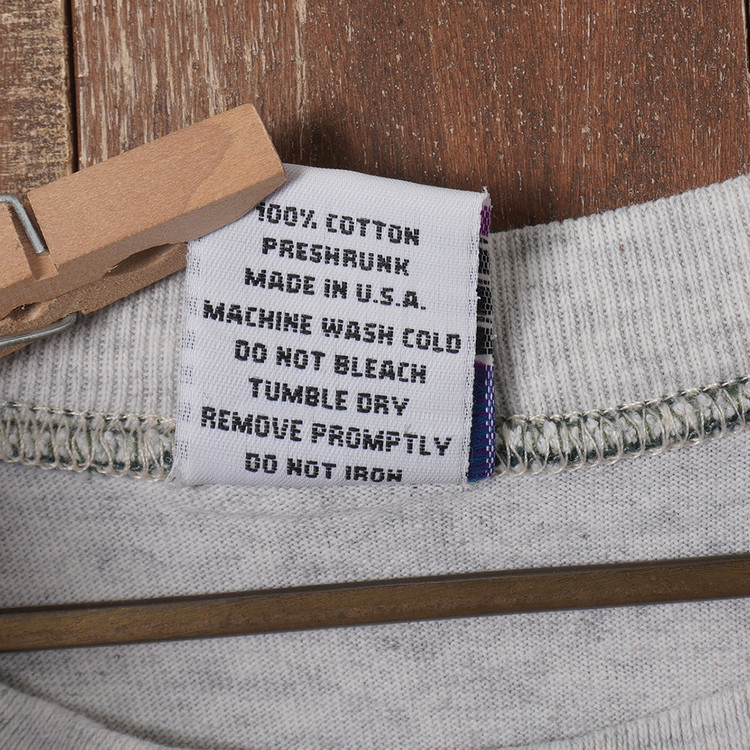 100% COTTON
PRESHRUNK
MADE IN U.S.A.
MACHINE WASH COLD
DO NOT BLEACH
TUMBLE DRY
REMOVE PROMPTLY
DO NOT IRON